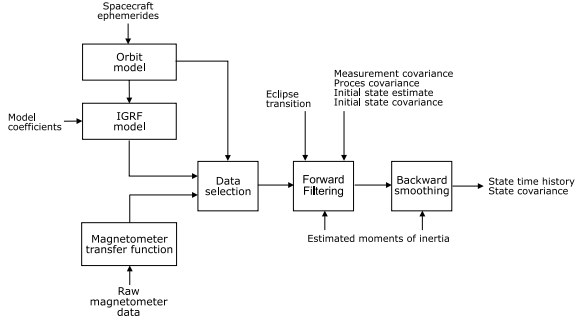 Spacecraft
ephemerides
Orbit
model
Measurement covariance
Proces covariance
Initial state estimate
Initial state covariance
Eclipse
transition
Model
coefficients
IGRF
model
Data
selection
Forward
Filtering
Backward
smoothing
State time history
State covariance
Magnetometer
transfer function
Estimated moments of inertia
Raw
magnetometer
data